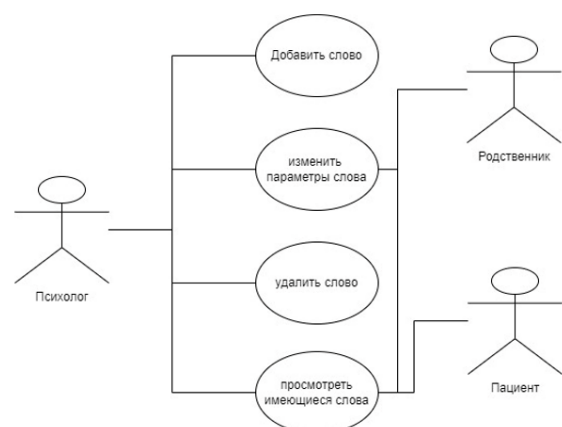 Добавить слово
Родственник
изменить
параметры слова
Психолог
удалить слово
просмотреть
имеющиеся слова
Пациент